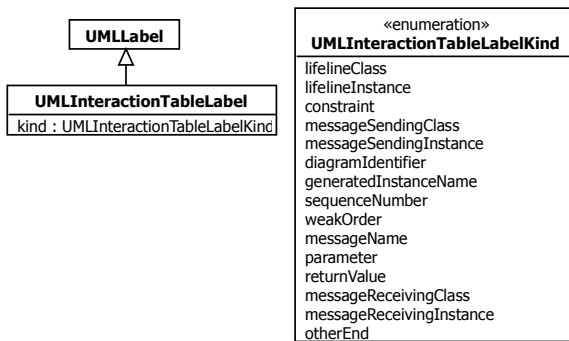 UMLLabel
UMLInteractionTableLabel
kind : UMLInteractionTableLabelKind
«enumeration»
UMLInteractionTableLabelKind
lifelineClass
lifelineInstance
constraint
messageSendingClass
messageSendingInstance
diagramIdentifier
generatedInstanceName
sequenceNumber
weakOrder
messageName
parameter
returnValue
messageReceivingClass
messageReceivingInstance
otherEnd